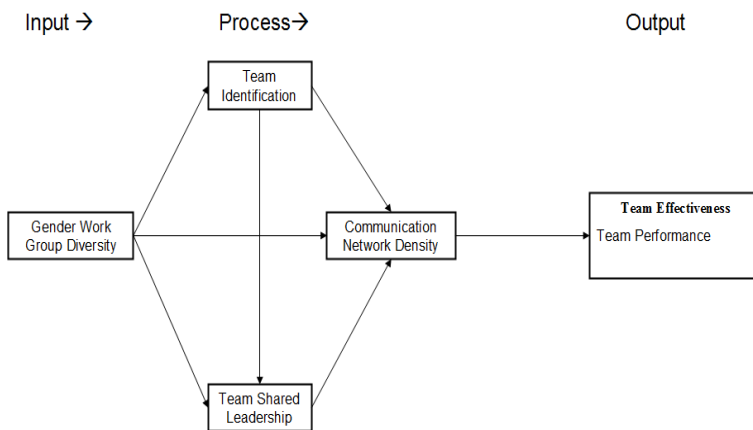 Input →
Process→
Output
Team
Identification
Gender Work
Group Diversity
Communication
Network Density
Team Effectiveness
Team Performance
Team Shared
Leadership